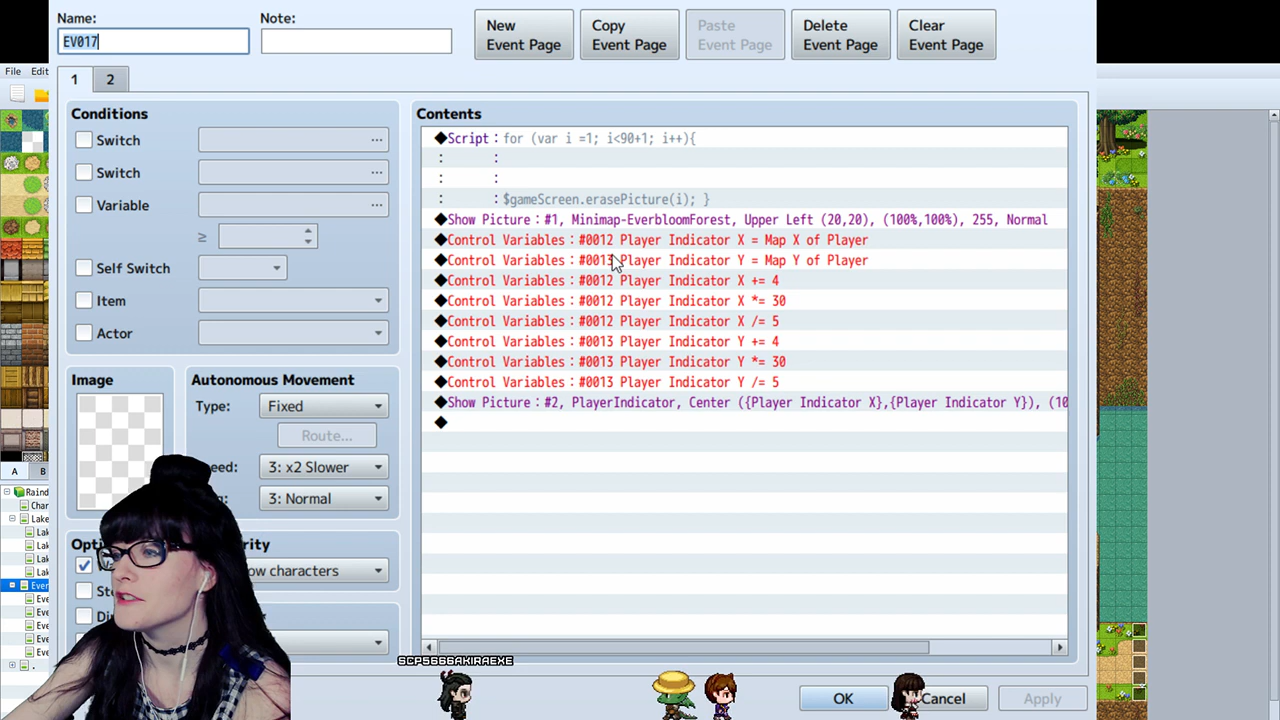 Name:
Note:
EV017
New Event Page
Copy Event Page
Paste Event Page
Delete Event Page
Clear Event Page
File
1
2
Conditions
Switch
Switch
Variable
≥
Self Switch
Item
Actor
Image
Autonomous Movement
Type: Fixed
Route...
3: x2 Slower
3: Normal
Contents
◆Script：for (var i =1; i<90+1; i++){
:    :
:    :
:    :$gameScreen.erasePicture(i); }
◆Show Picture：#1, Minimap-EverbloomForest, Upper Left (20,20), (100%,100%), 255, Normal
◆Control Variables：#0012 Player Indicator X = Map X of Player
◆Control Variables：#0013 Player Indicator Y = Map Y of Player
◆Control Variables：#0012 Player Indicator X += 4
◆Control Variables：#0012 Player Indicator X *= 30
◆Control Variables：#0012 Player Indicator X /= 5
◆Control Variables：#0013 Player Indicator Y += 4
◆Control Variables：#0013 Player Indicator Y *= 30
◆Control Variables：#0013 Player Indicator Y /= 5
◆Show Picture：#2, PlayerIndicator, Center ({Player Indicator X},{Player Indicator Y}), (10
◆
SCP5666AKIRAEXE
OK
Cancel
Apply
A
B